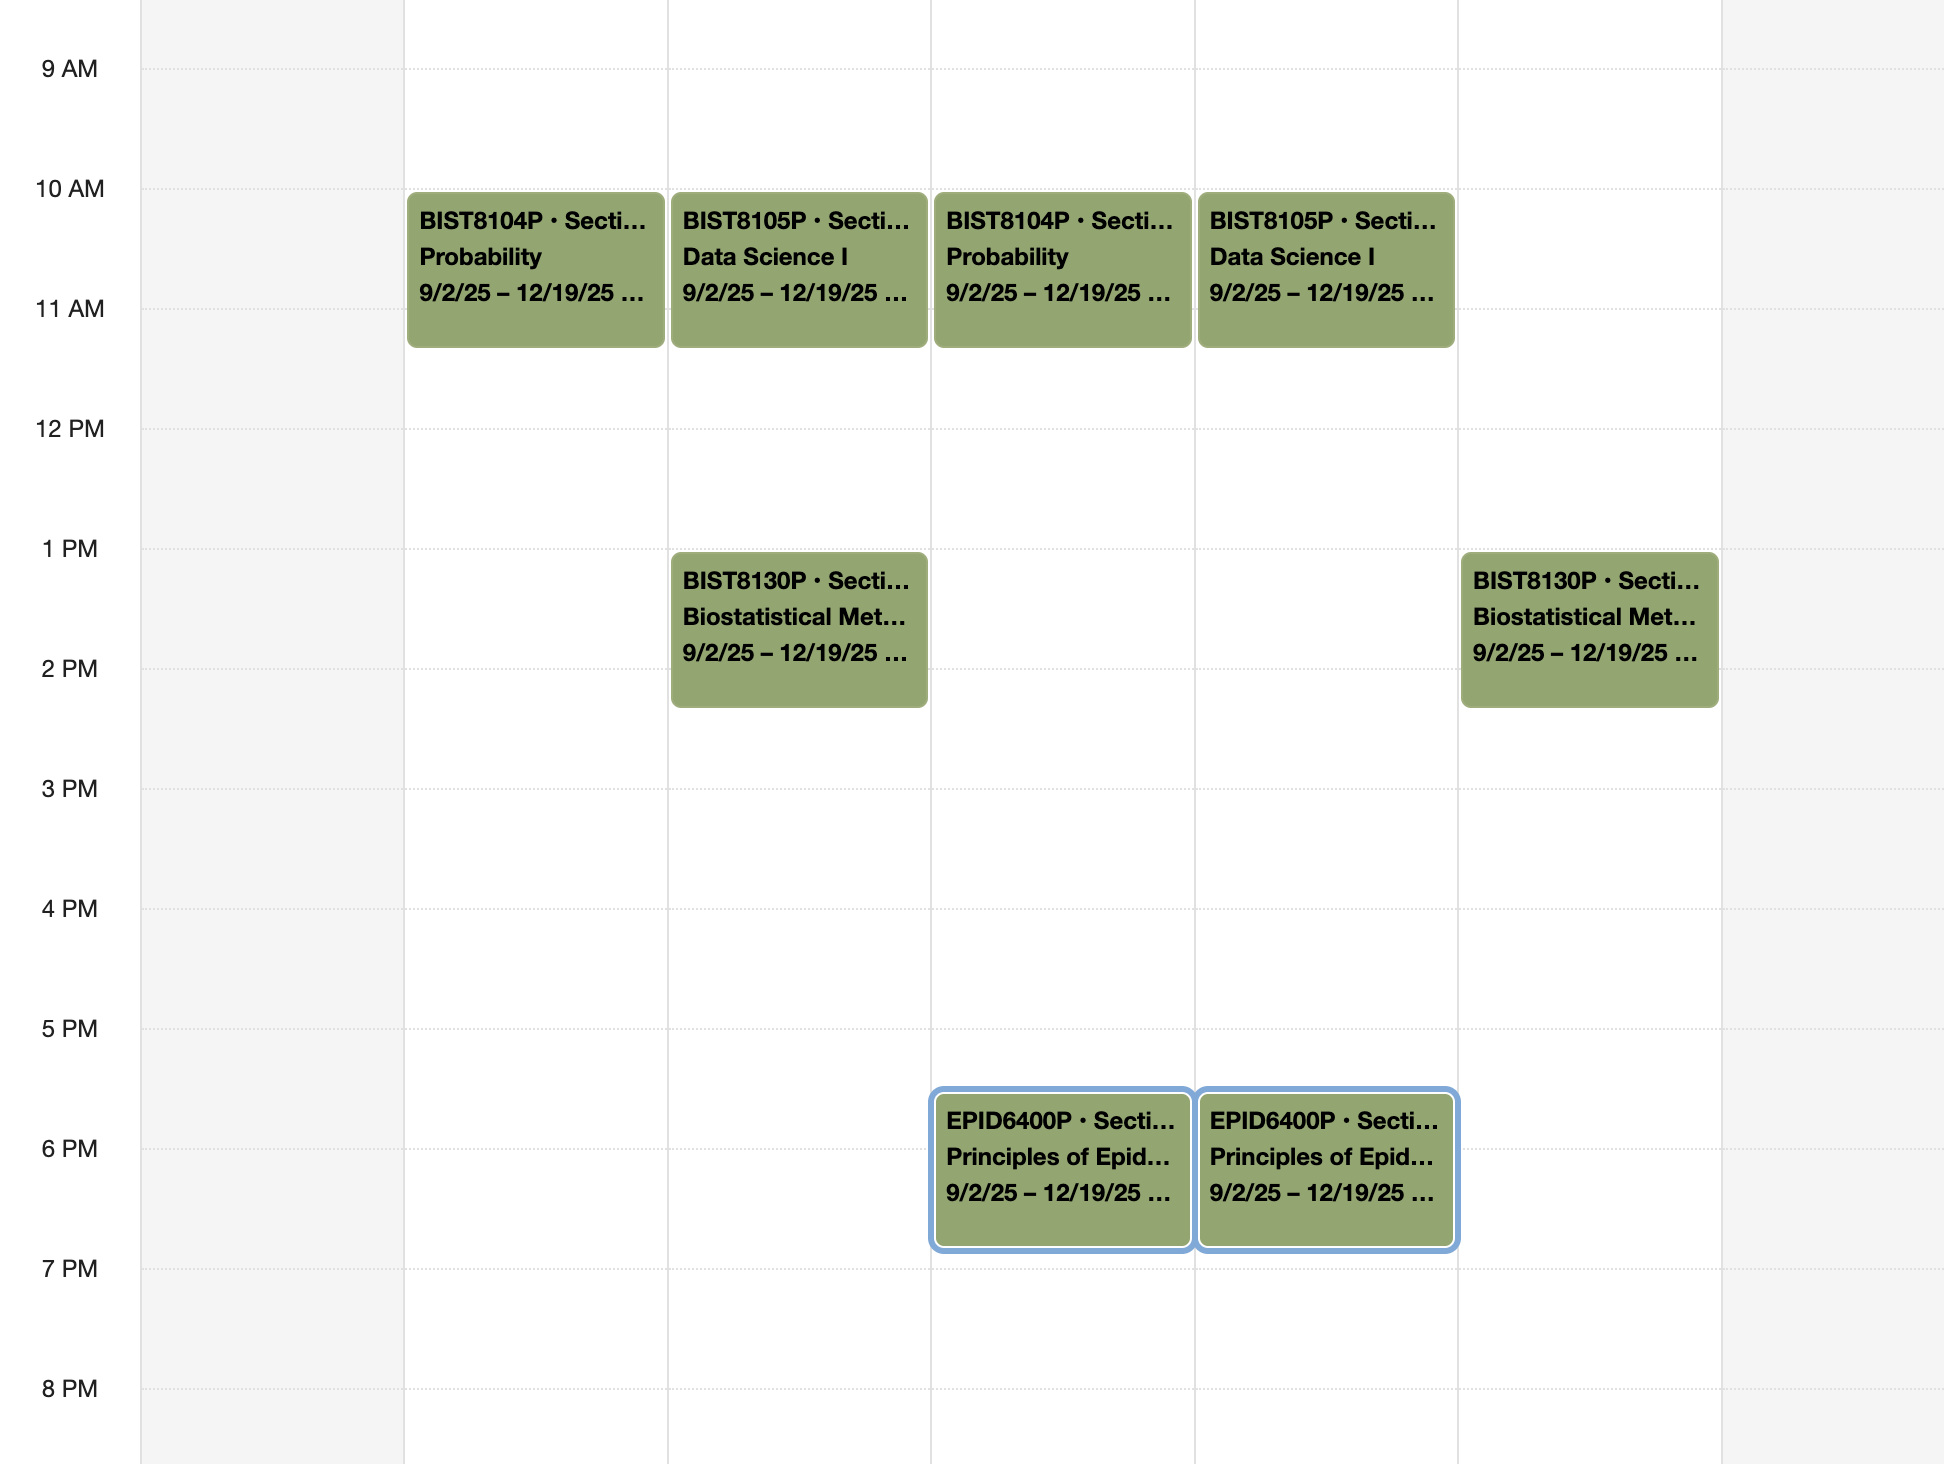 9 AM
10 AM
BIST8104P • Secti...
Probability
9/2/25 – 12/19/25 ...
BIST8105P • Secti...
Data Science I
9/2/25 – 12/19/25 ...
BIST8104P • Secti...
Probability
9/2/25 – 12/19/25 ...
BIST8105P • Secti...
Data Science I
9/2/25 – 12/19/25 ...
11 AM
12 PM
1 PM
BIST8130P • Secti...
Biostatistical Met...
9/2/25 – 12/19/25 ...
BIST8130P • Secti...
Biostatistical Met...
9/2/25 – 12/19/25 ...
2 PM
3 PM
4 PM
5 PM
EPID6400P • Secti...
Principles of Epid...
9/2/25 – 12/19/25 ...
EPID6400P • Secti...
Principles of Epid...
9/2/25 – 12/19/25 ...
6 PM
7 PM
8 PM